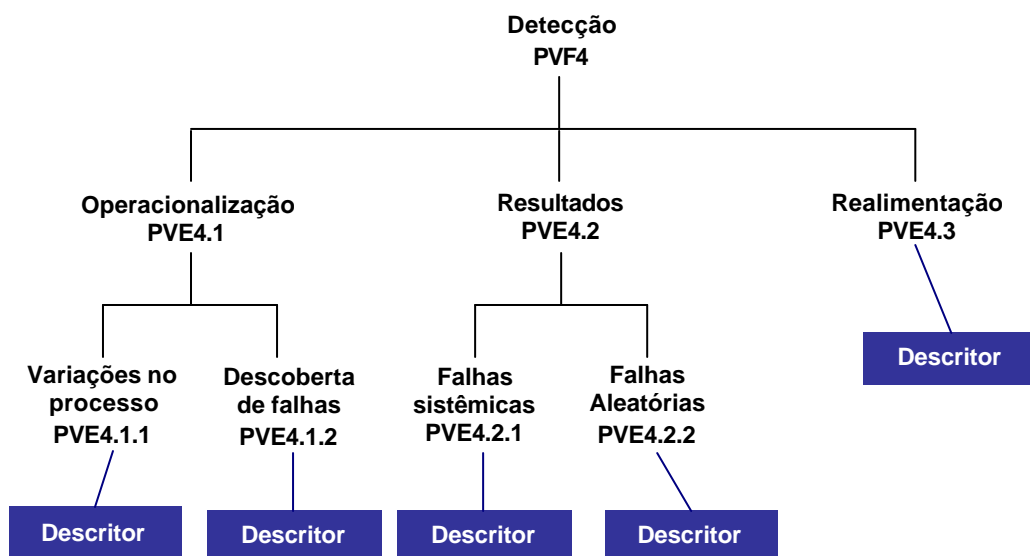 Detecção
PVF4
Operacionalização
PVE4.1
Resultados
PVE4.2
Realimentação
PVE4.3
Variações no
processo
PVE4.1.1
Descoberta
de falhas
PVE4.1.2
Falhas
sistêmicas
PVE4.2.1
Falhas
Aleatórias
PVE4.2.2
Descritor
Descritor
Descritor
Descritor
Descritor